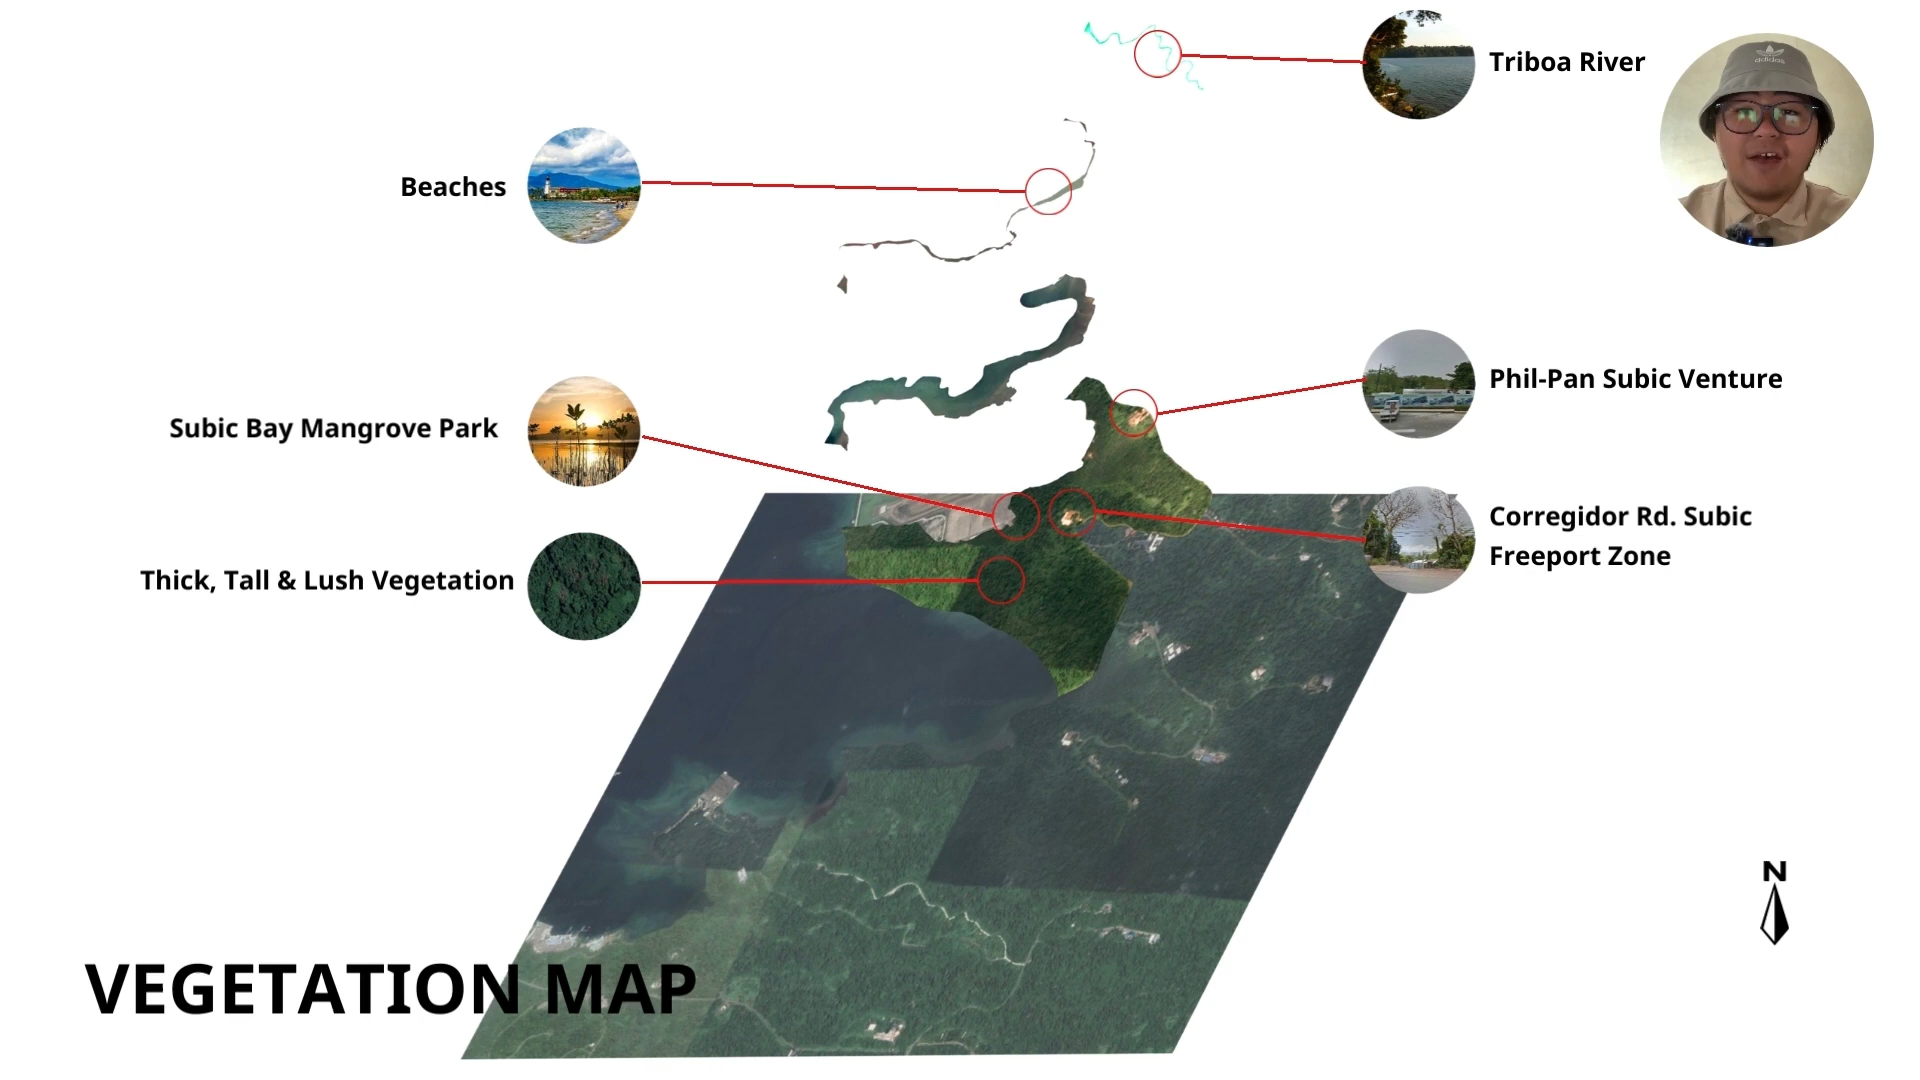 Triboa River
adidas
Beaches
Phil-Pan Subic Venture
Subic Bay Mangrove Park
Corregidor Rd. Subic
Freeport Zone
Thick, Tall & Lush Vegetation
N
VEGETATION MAP